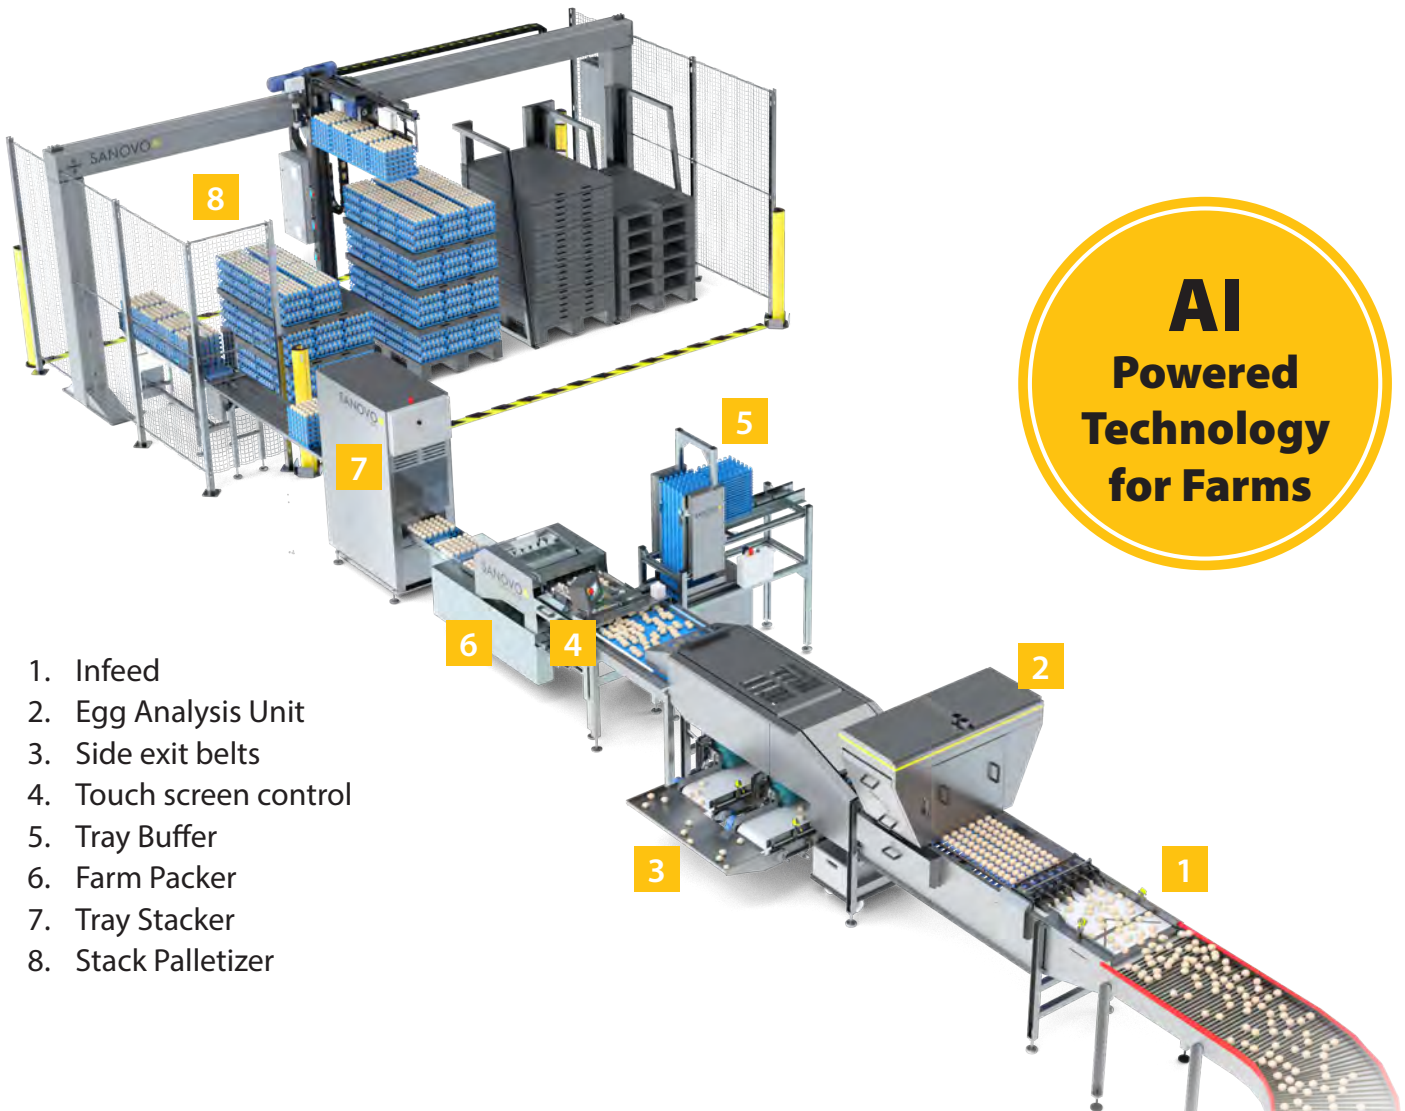 SANOVO
8
7
SANOVO
5
SANOVO
6
4
2
3
1
AI
Powered
Technology
for Farms
1. Infeed
2. Egg Analysis Unit
3. Side exit belts
4. Touch screen control
5. Tray Buffer
6. Farm Packer
7. Tray Stacker
8. Stack Palletizer